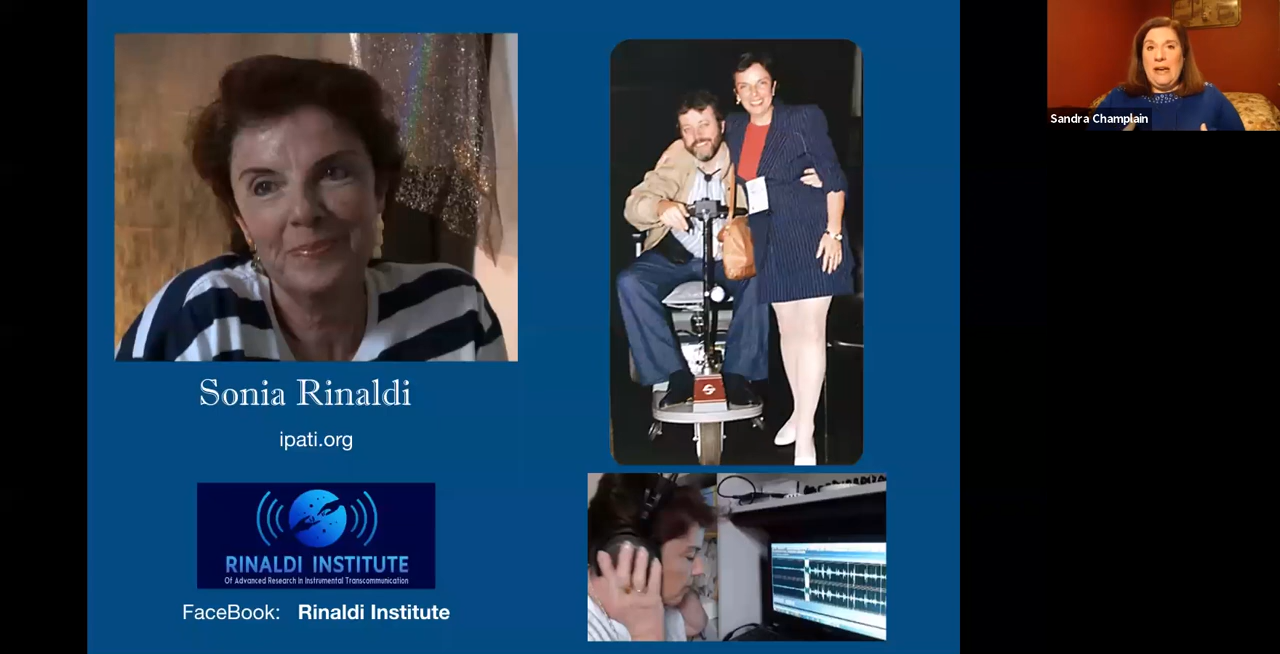 Sandra Champlain
Sonia Rinaldi
ipati.org
RINALDI INSTITUTE
Of Advanced Research In Instrumental Transcommunication
FaceBook: Rinaldi Institute